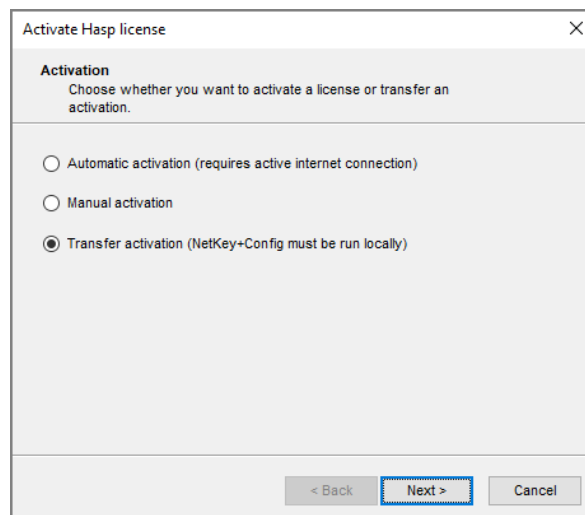 Activate Hasp license
Activation
Choose whether you want to activate a license or transfer an
activation.
Automatic activation (requires active internet connection)
Manual activation
Transfer activation (NetKey+Config must be run locally)
< Back Next > Cancel